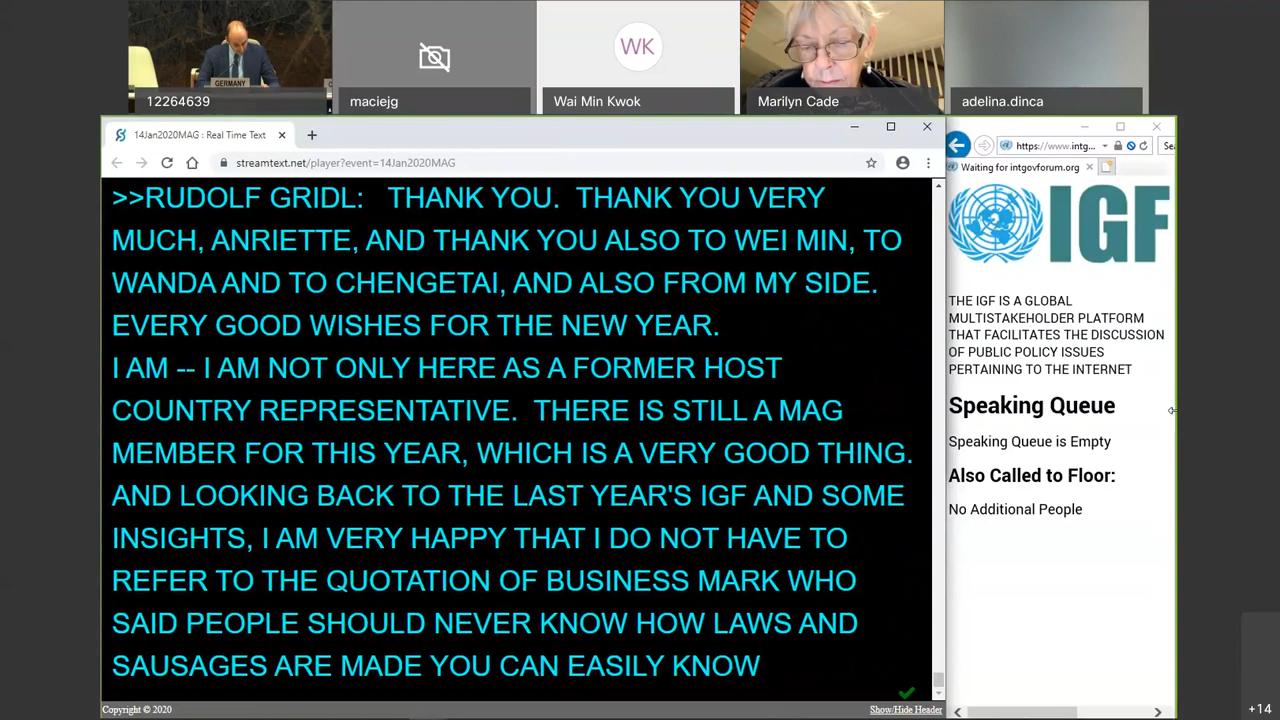 GERMANY
12264639
maciejg
WK
Wai Min Kwok
Marilyn Cade
adelina.dinca
14Jan2020MAG : Real Time Text
streamtext.net/player?event=14Jan2020MAG
>>RUDOLF GRIDL: THANK YOU. THANK YOU VERY
MUCH, ANRIETTE, AND THANK YOU ALSO TO WEI MIN, TO
WANDA AND TO CHENGETAI, AND ALSO FROM MY SIDE.
EVERY GOOD WISHES FOR THE NEW YEAR.
I AM -- I AM NOT ONLY HERE AS A FORMER HOST
COUNTRY REPRESENTATIVE. THERE IS STILL A MAG
MEMBER FOR THIS YEAR, WHICH IS A VERY GOOD THING.
AND LOOKING BACK TO THE LAST YEAR'S IGF AND SOME
INSIGHTS, I AM VERY HAPPY THAT I DO NOT HAVE TO
REFER TO THE QUOTATION OF BUSINESS MARK WHO
SAID PEOPLE SHOULD NEVER KNOW HOW LAWS AND
SAUSAGES ARE MADE YOU CAN EASILY KNOW
Copyright © 2020
Show/Hide Header
https://www.intg...
Sea
Waiting for intgovforum.org
IGF
THE IGF IS A GLOBAL
MULTISTAKEHOLDER PLATFORM
THAT FACILITATES THE DISCUSSION
OF PUBLIC POLICY ISSUES
PERTAINING TO THE INTERNET
Speaking Queue
Speaking Queue is Empty
Also Called to Floor:
No Additional People
+14